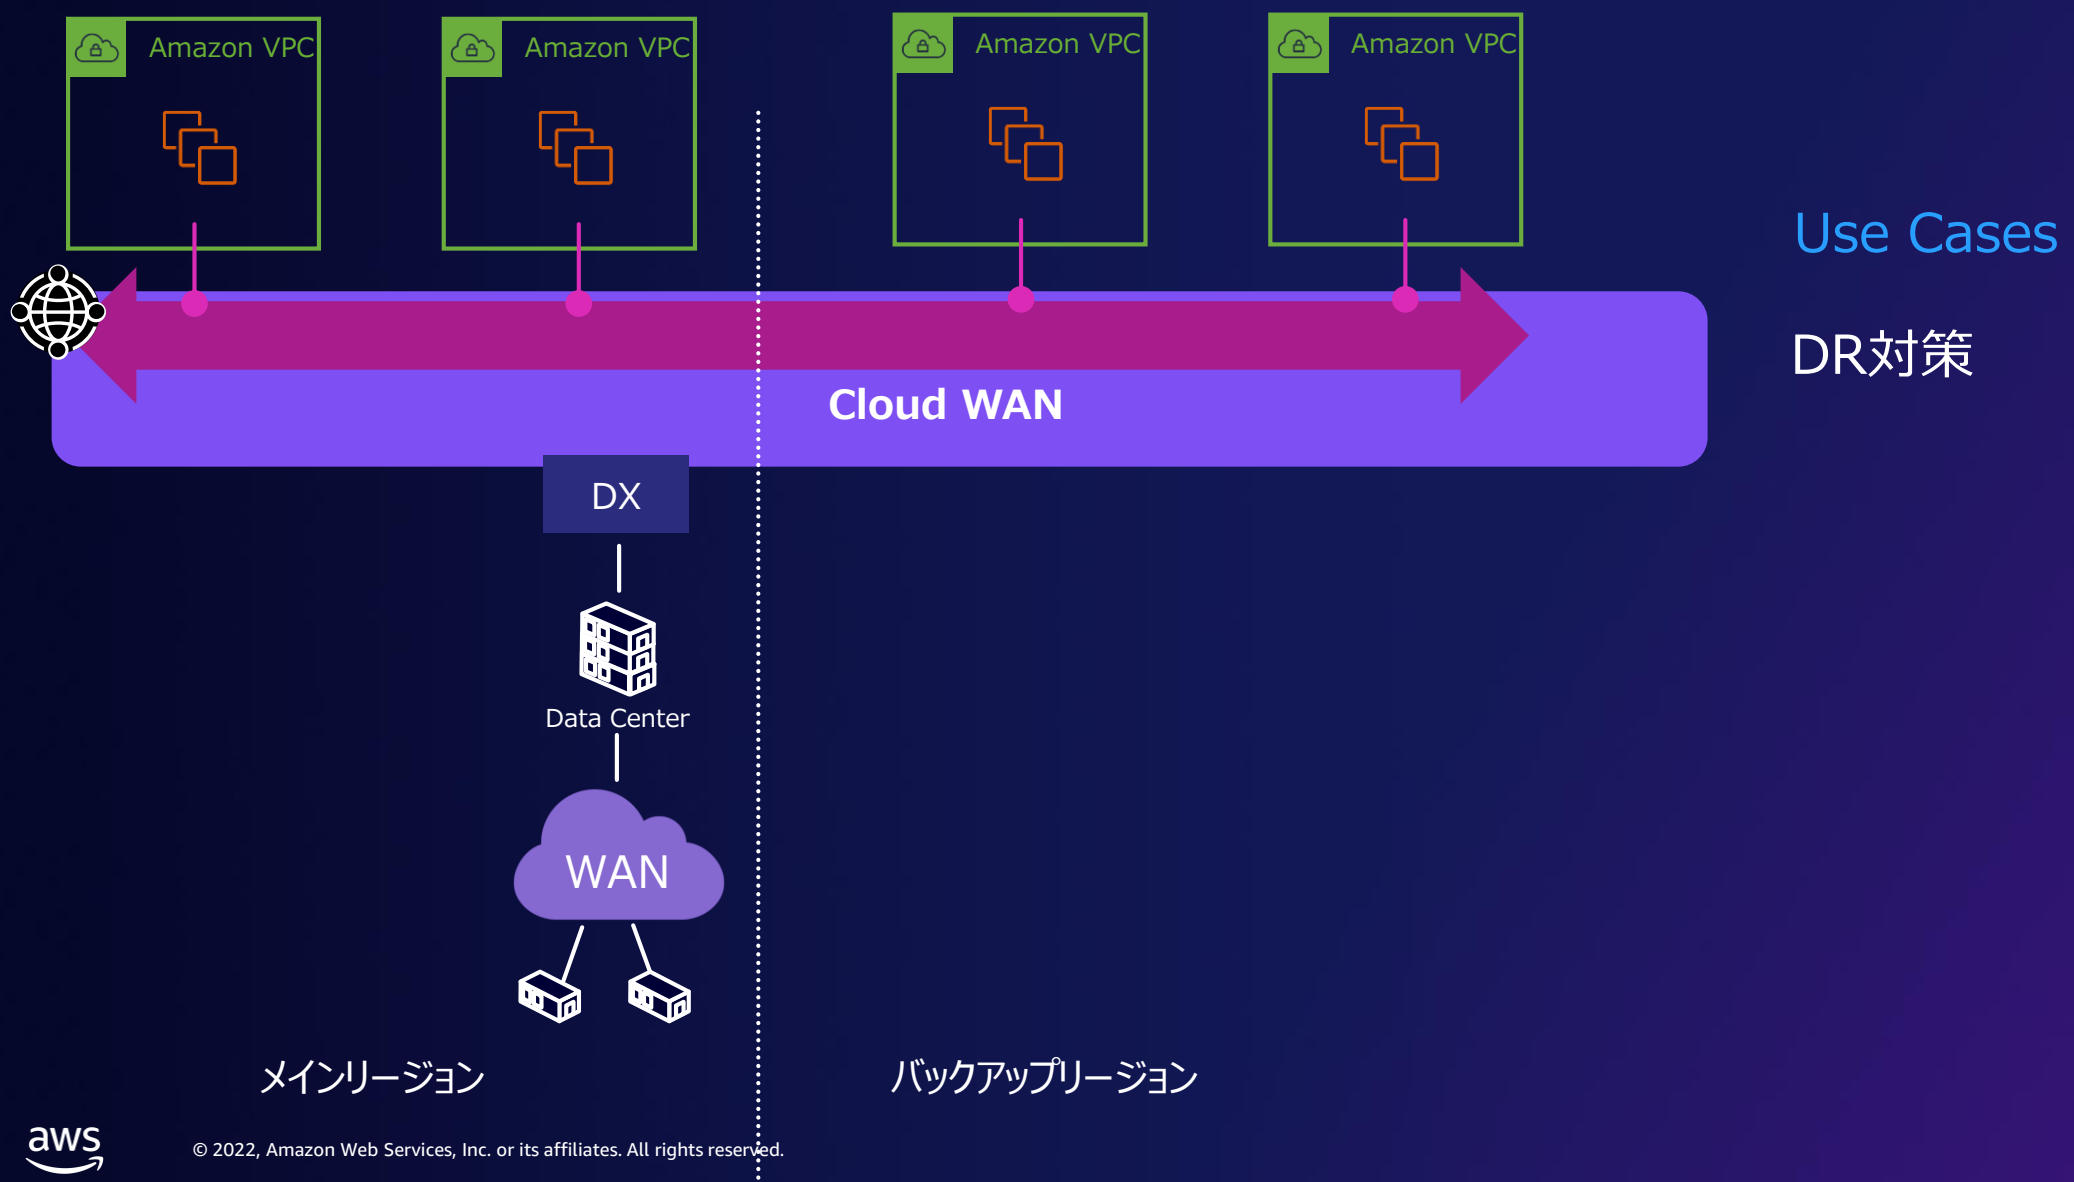 Amazon VPC
Amazon VPC
Amazon VPC
Amazon VPC
Use Cases
DR対策
Cloud WAN
DX
Data Center
WAN
メインリージョン
バックアップリージョン
aws
© 2022, Amazon Web Services, Inc. or its affiliates. All rights reserved.